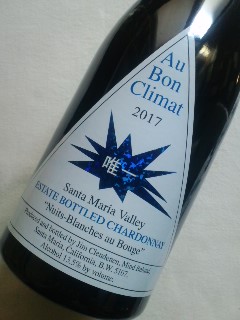 Au
Bon
Climat
2017
唯一
Santa Maria Valley
ESTATE BOTTLED CHARDONNAY
"Nuits-Blanches au Bouge"
Produced and bottled by Jim Clendenen, Mind Behind
Santa Maria, California, B.W. 5167.
Alcohol 13.5% by volume.